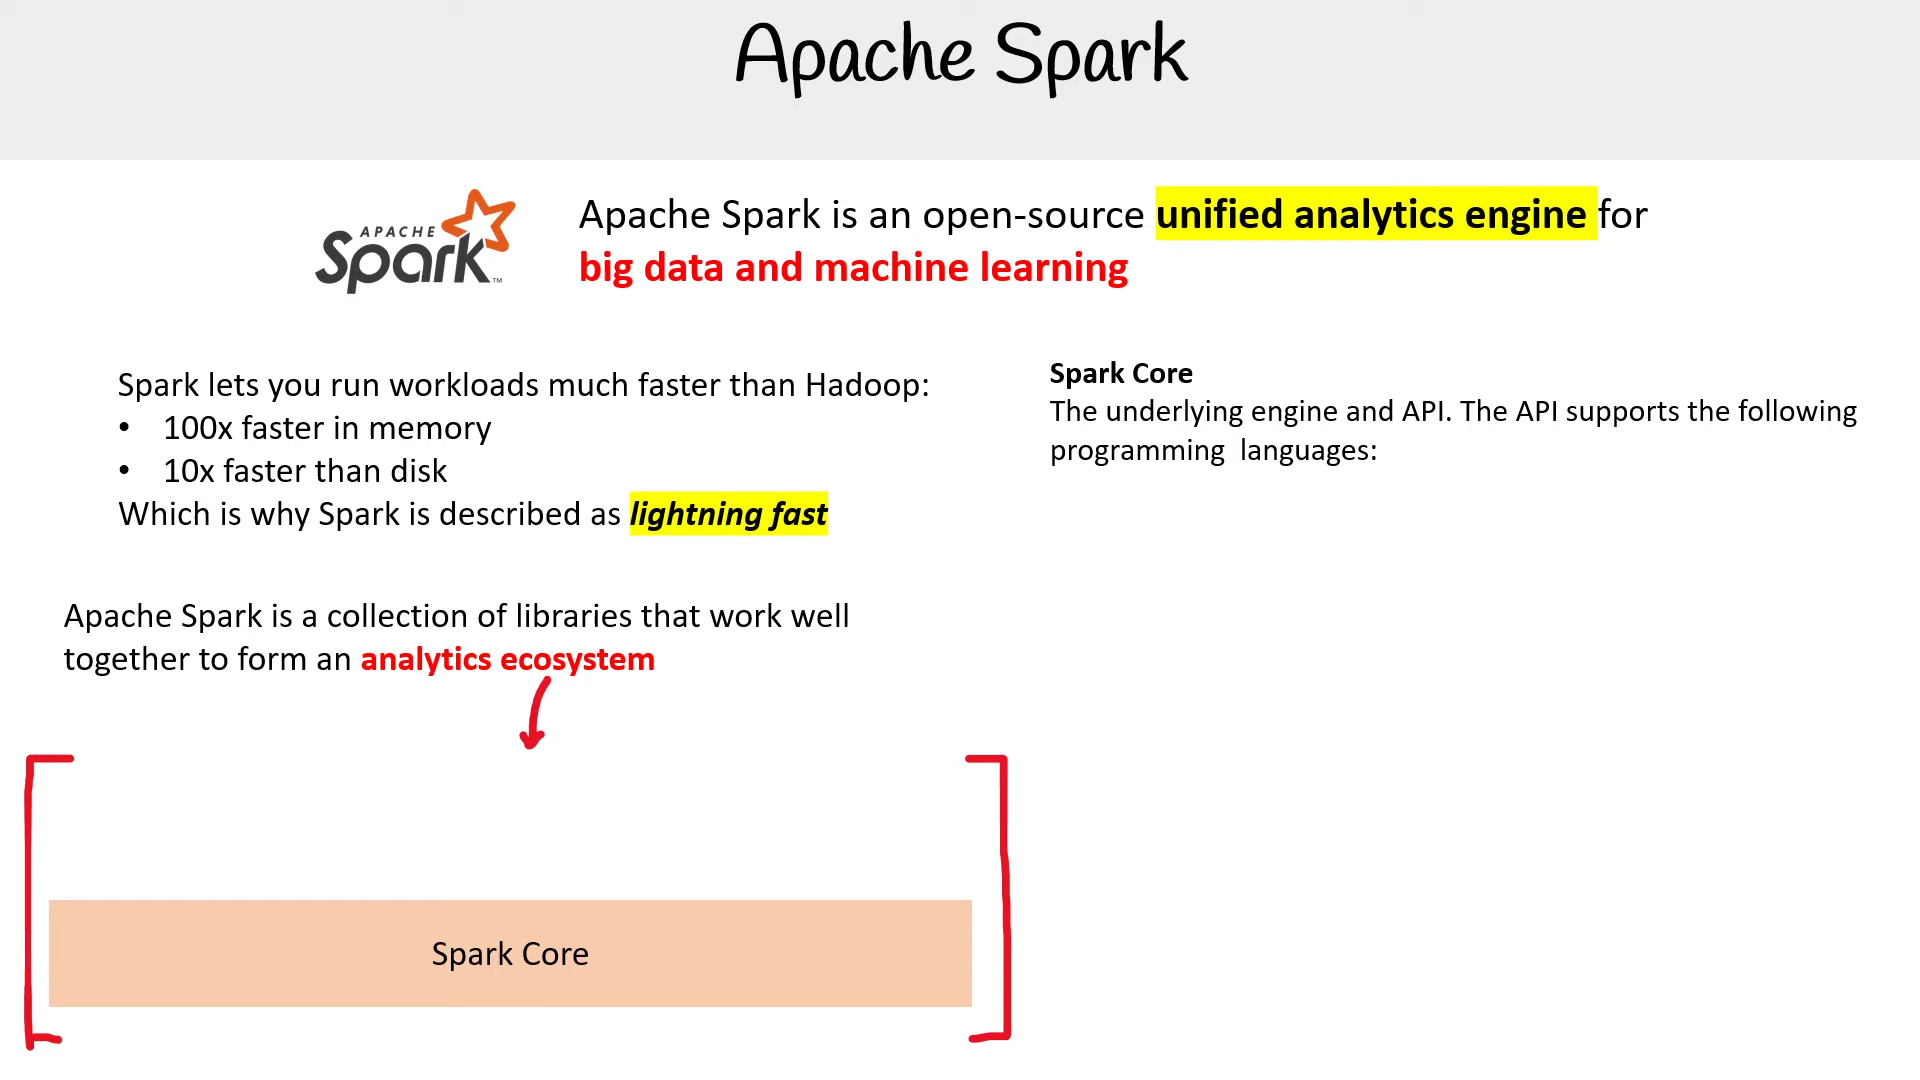 Apache Spark
APACHE
Spark™
Apache Spark is an open-source unified analytics engine for
big data and machine learning
Spark lets you run workloads much faster than Hadoop:
• 100x faster in memory
• 10x faster than disk
Which is why Spark is described as lightning fast
Apache Spark is a collection of libraries that work well
together to form an analytics ecosystem
Spark Core
Spark Core
The underlying engine and API. The API supports the following
programming  languages: